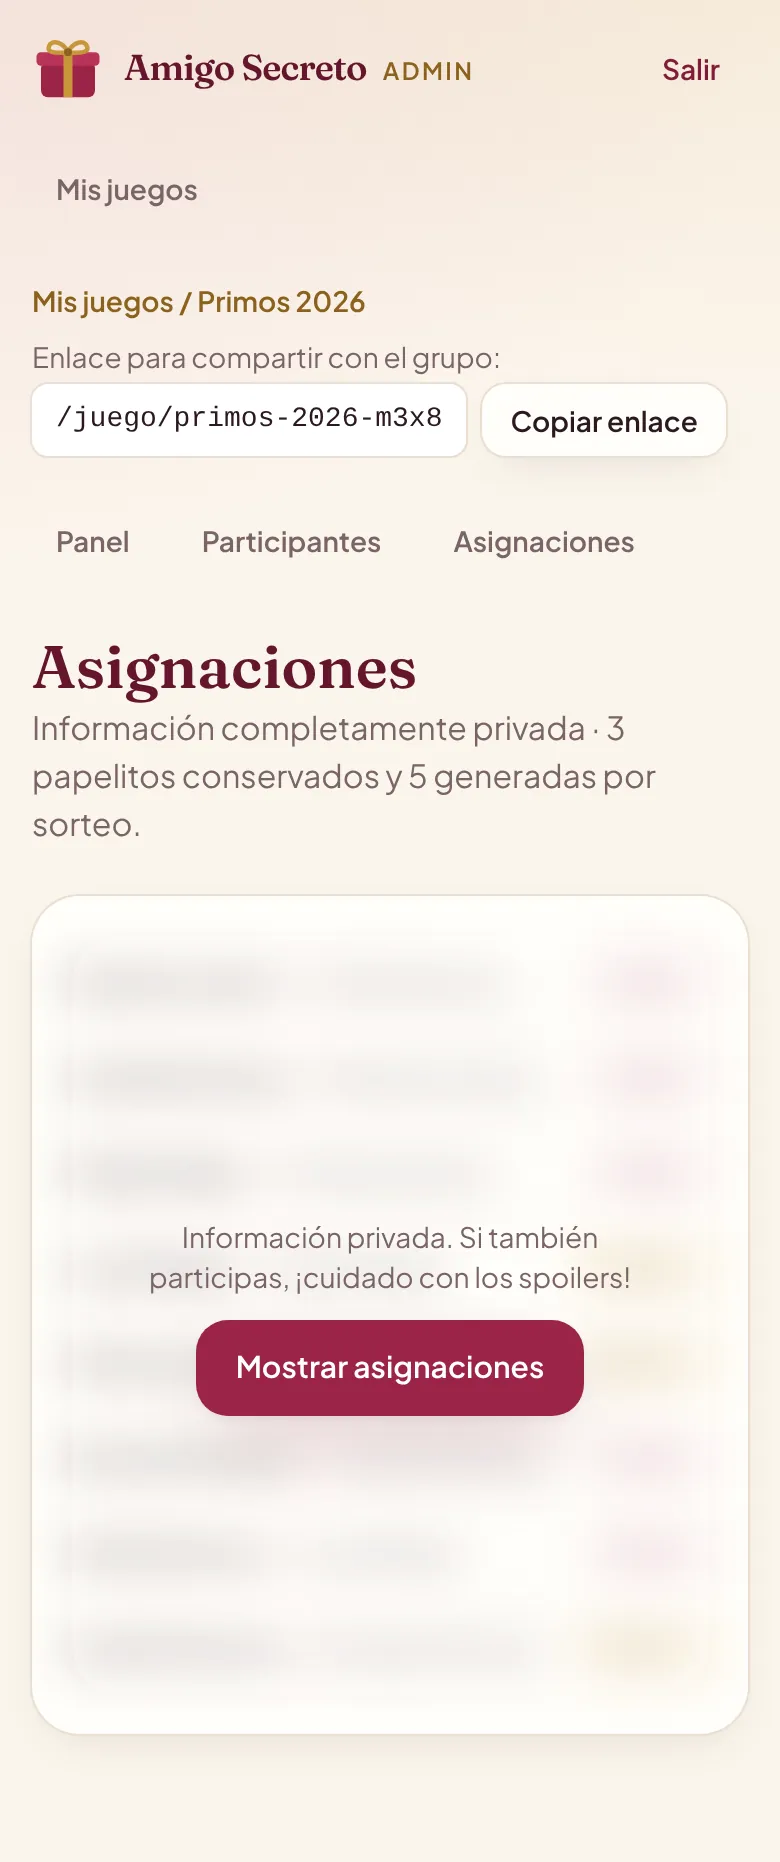 Amigo Secreto ADMIN
Salir
Mis juegos
Mis juegos / Primos 2026
Enlace para compartir con el grupo:
/juego/primos-2026-m3x8
Copiar enlace
Panel
Participantes
Asignaciones
Asignaciones
Información completamente privada · 3
papelitos conservados y 5 generadas por
sorteo.
Información privada. Si también
participas, ¡cuidado con los spoilers!
Mostrar asignaciones